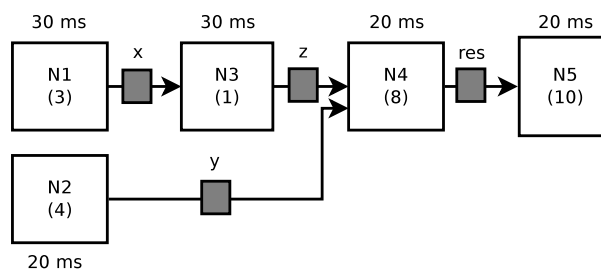 30 ms 30 ms 20 ms 20 ms
x z res
N1 N3 N4 N5
(3) (1) (8) (10)
y
N2
(4)
20 ms